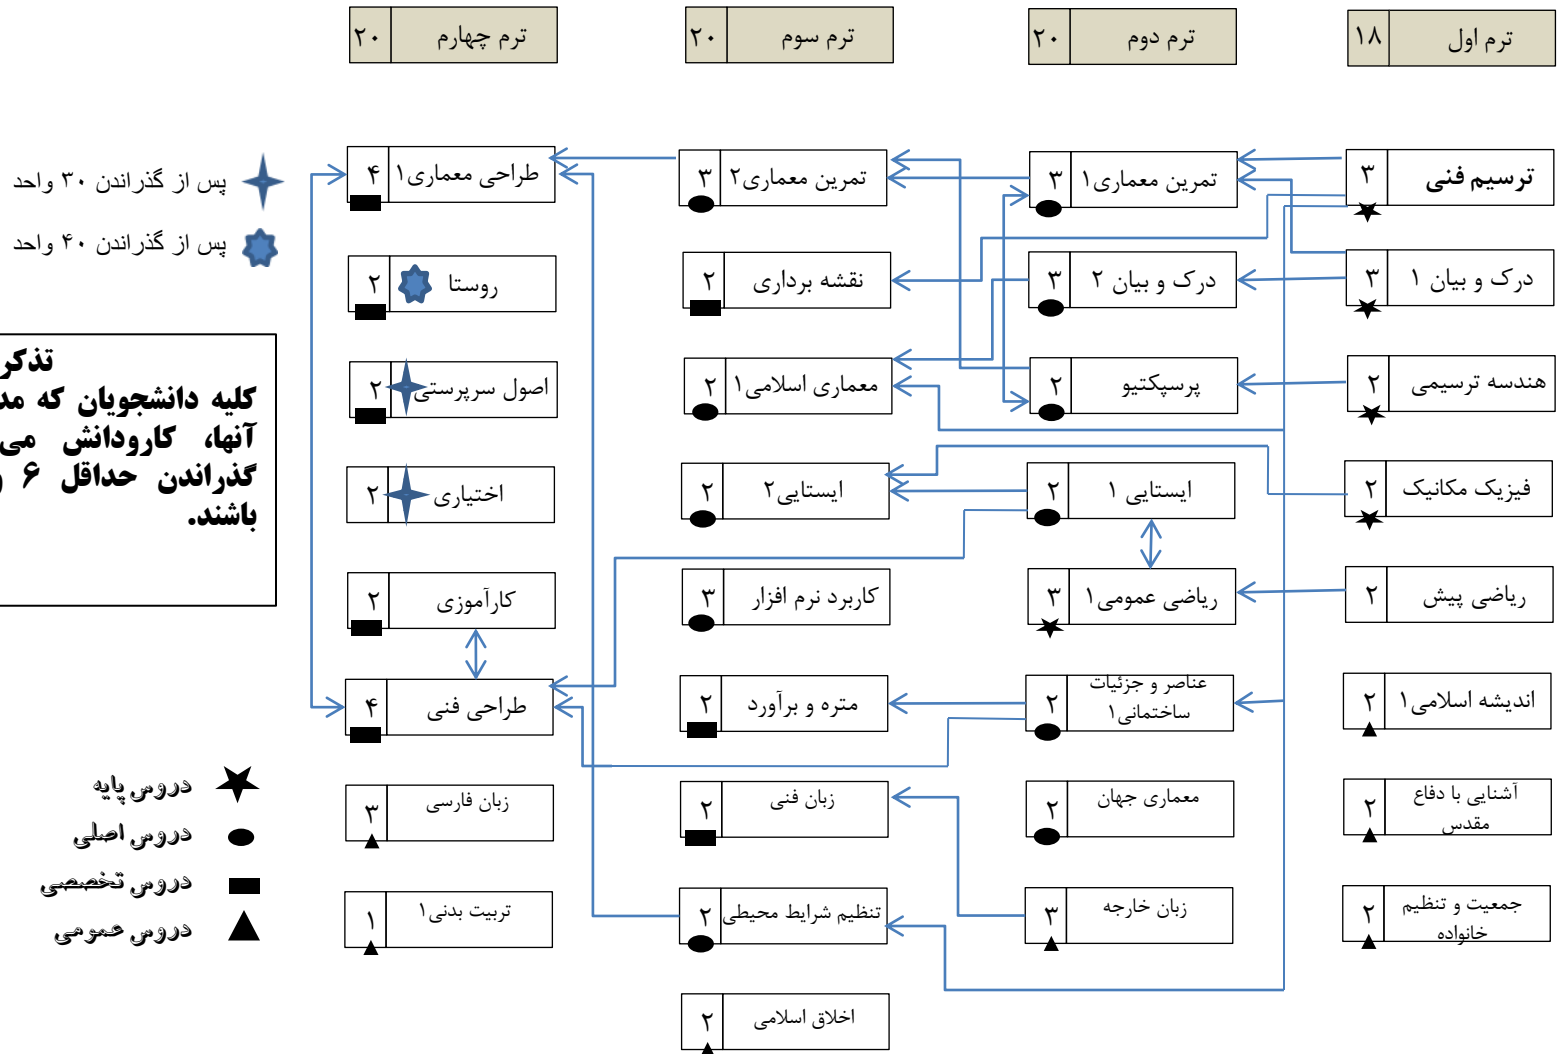 ترم اول ۱۸
ترم دوم ۲۰
ترم سوم ۲۰
ترم چهارم ۲۰
ترسیم فنی ۳
تمرین معماری۱ ۳
تمرین معماری۲ ۳
طراحی معماری۱ ۴
پس از گذراندن ۳۰ واحد
درک و بیان ۱ ۳
درک و بیان ۲ ۳
نقشه برداری ۲
روستا ۲
پس از گذراندن ۴۰ واحد
هندسه ترسیمی ۲
پرسپکتیو ۲
معماری اسلامی۱ ۲
اصول سرپرستی ۲
تذکر
کلیه دانشجویان که
آنها، کارودانش می
گذراندن حداقل ۶
باشند.
فیزیک مکانیک ۲
ایستایی ۱ ۲
ایستایی۲ ۲
اختیاری ۲
ریاضی پیش ۲
ریاضی عمومی۱ ۳
کاربرد نرم افزار ۳
کارآموزی ۲
اندیشه اسلامی۱ ۲
عناصر و جزئیات
ساختمانی۱ ۲
متره و برآورد ۲
طراحی فنی ۴
آشنایی با دفاع
مقدس ۲
معماری جهان ۲
زبان فنی ۲
زبان فارسی ۳
جمعیت و تنظیم
خانواده ۲
زبان خارجه ۳
تنظیم شرایط محیطی ۲
تربیت بدنی۱ ۱
اخلاق اسلامی ۲
دروس پایه
دروس اصلی
دروس تخصصی
دروس عمومی